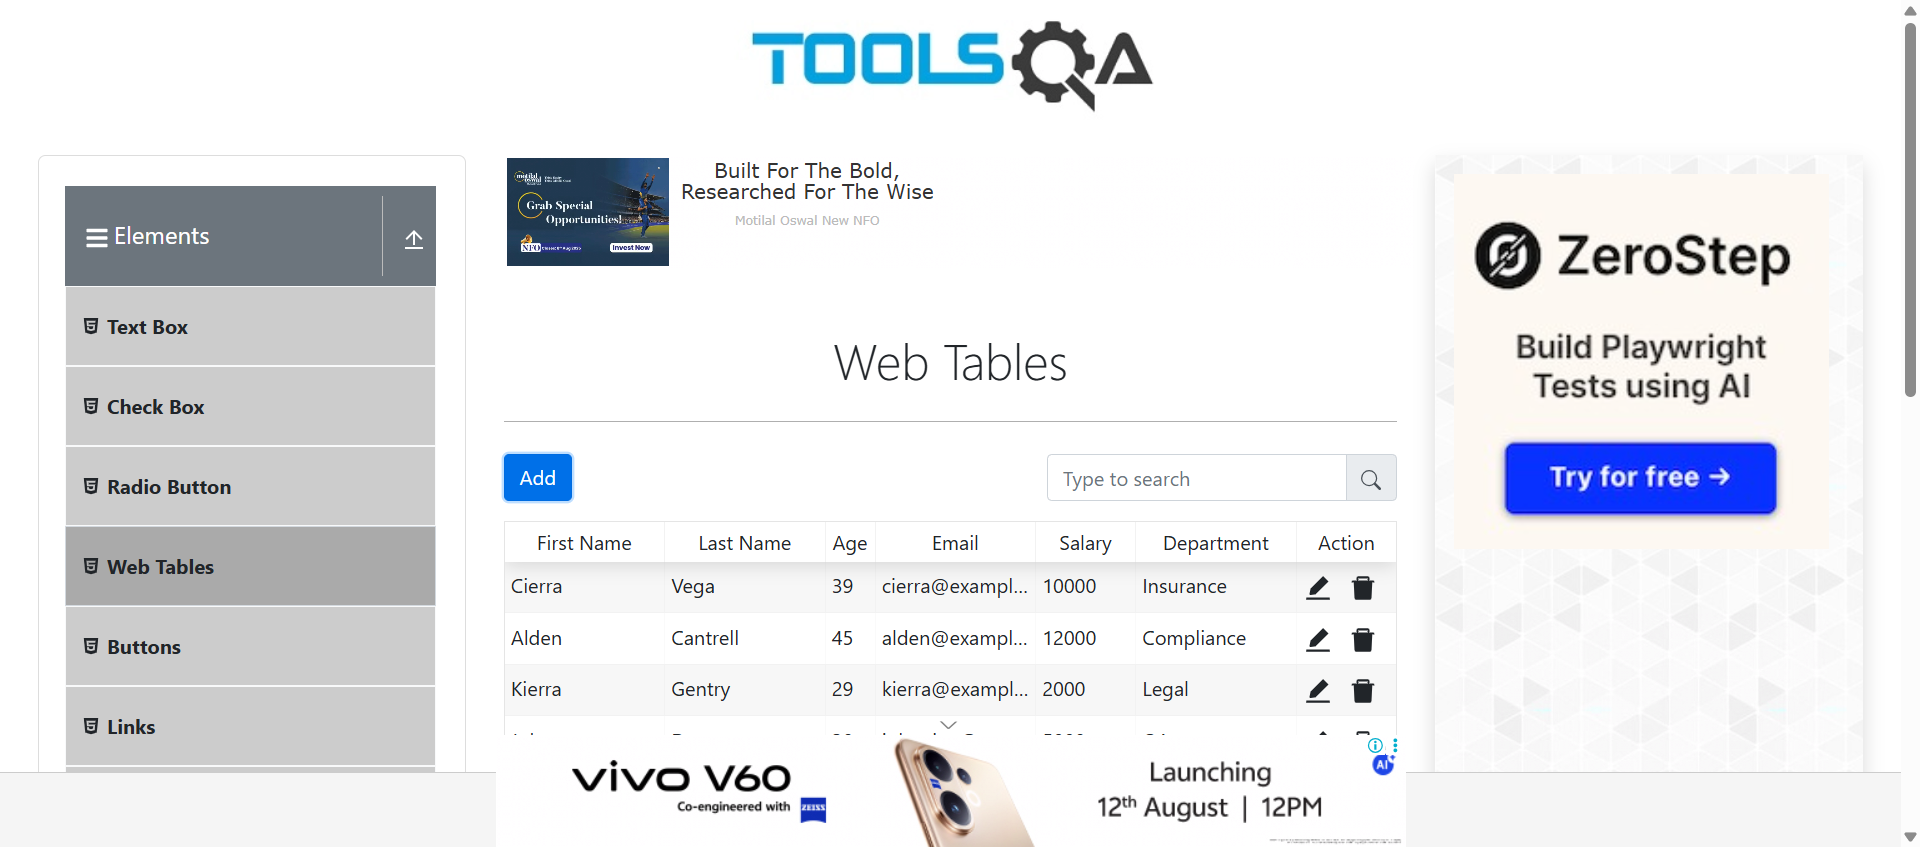 TOOLSQA
Elements
Text Box
Check Box
Radio Button
Web Tables
Buttons
Links
motilal oswal
Grab Special
Opportunities!
NFO
Invest Now
Built For The Bold,
Researched For The Wise
Motilal Oswal New NFO
Web Tables
Add
Type to search
First Name Last Name Age Email Salary Department Action
Cierra Vega 39 cierra@exampl... 10000 Insurance
Alden Cantrell 45 alden@exampl... 12000 Compliance
Kierra Gentry 29 kierra@exampl... 2000 Legal
vivo V60
Co-engineered with ZEISS
Launching
12th August | 12PM
AI
ZeroStep
Build Playwright
Tests using AI
Try for free →